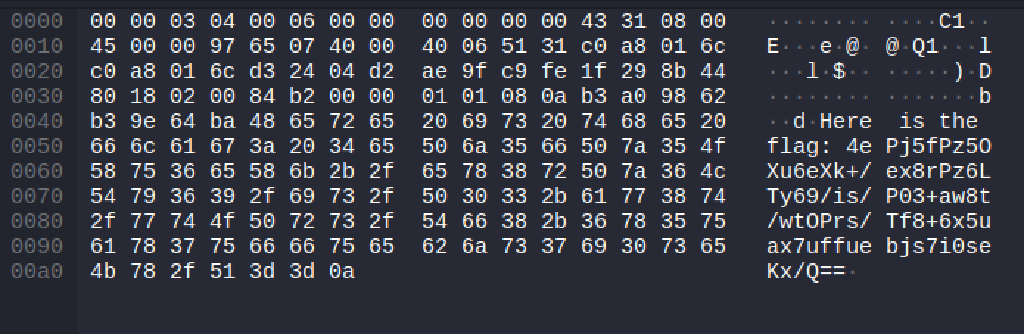 0000 00 00 03 04 00 06 00 00 00 00 00 00 43 31 08 00 ········ ····C1··
0010 45 00 00 97 65 07 40 00 40 06 51 31 c0 a8 01 6c E···e·@· @·Q1···l
0020 c0 a8 01 6c d3 24 04 d2 ae 9f c9 fe 1f 29 8b 44 ···l·$·· ·····)·D
0030 80 18 02 00 84 b2 00 00 01 01 08 0a b3 a0 98 62 ········ ·······b
0040 b3 9e 64 ba 48 65 72 65 20 69 73 20 74 68 65 20 ··d·Here is the
0050 66 6c 61 67 3a 20 34 65 50 6a 35 66 50 7a 35 4f flag: 4e Pj5fPz5O
0060 58 75 36 65 58 6b 2b 2f 65 78 38 72 50 7a 36 4c Xu6eXk+/ ex8rPz6L
0070 54 79 36 39 2f 69 73 2f 50 30 33 2b 61 77 38 74 Ty69/is/ P03+aw8t
0080 2f 77 74 4f 50 72 73 2f 54 66 38 2b 36 78 35 75 /wtOPrs/ Tf8+6x5u
0090 61 78 37 75 66 66 75 65 62 6a 73 37 69 30 73 65 ax7uffue bjs7i0se
00a0 4b 78 2f 51 3d 3d 0a Kx/Q==·